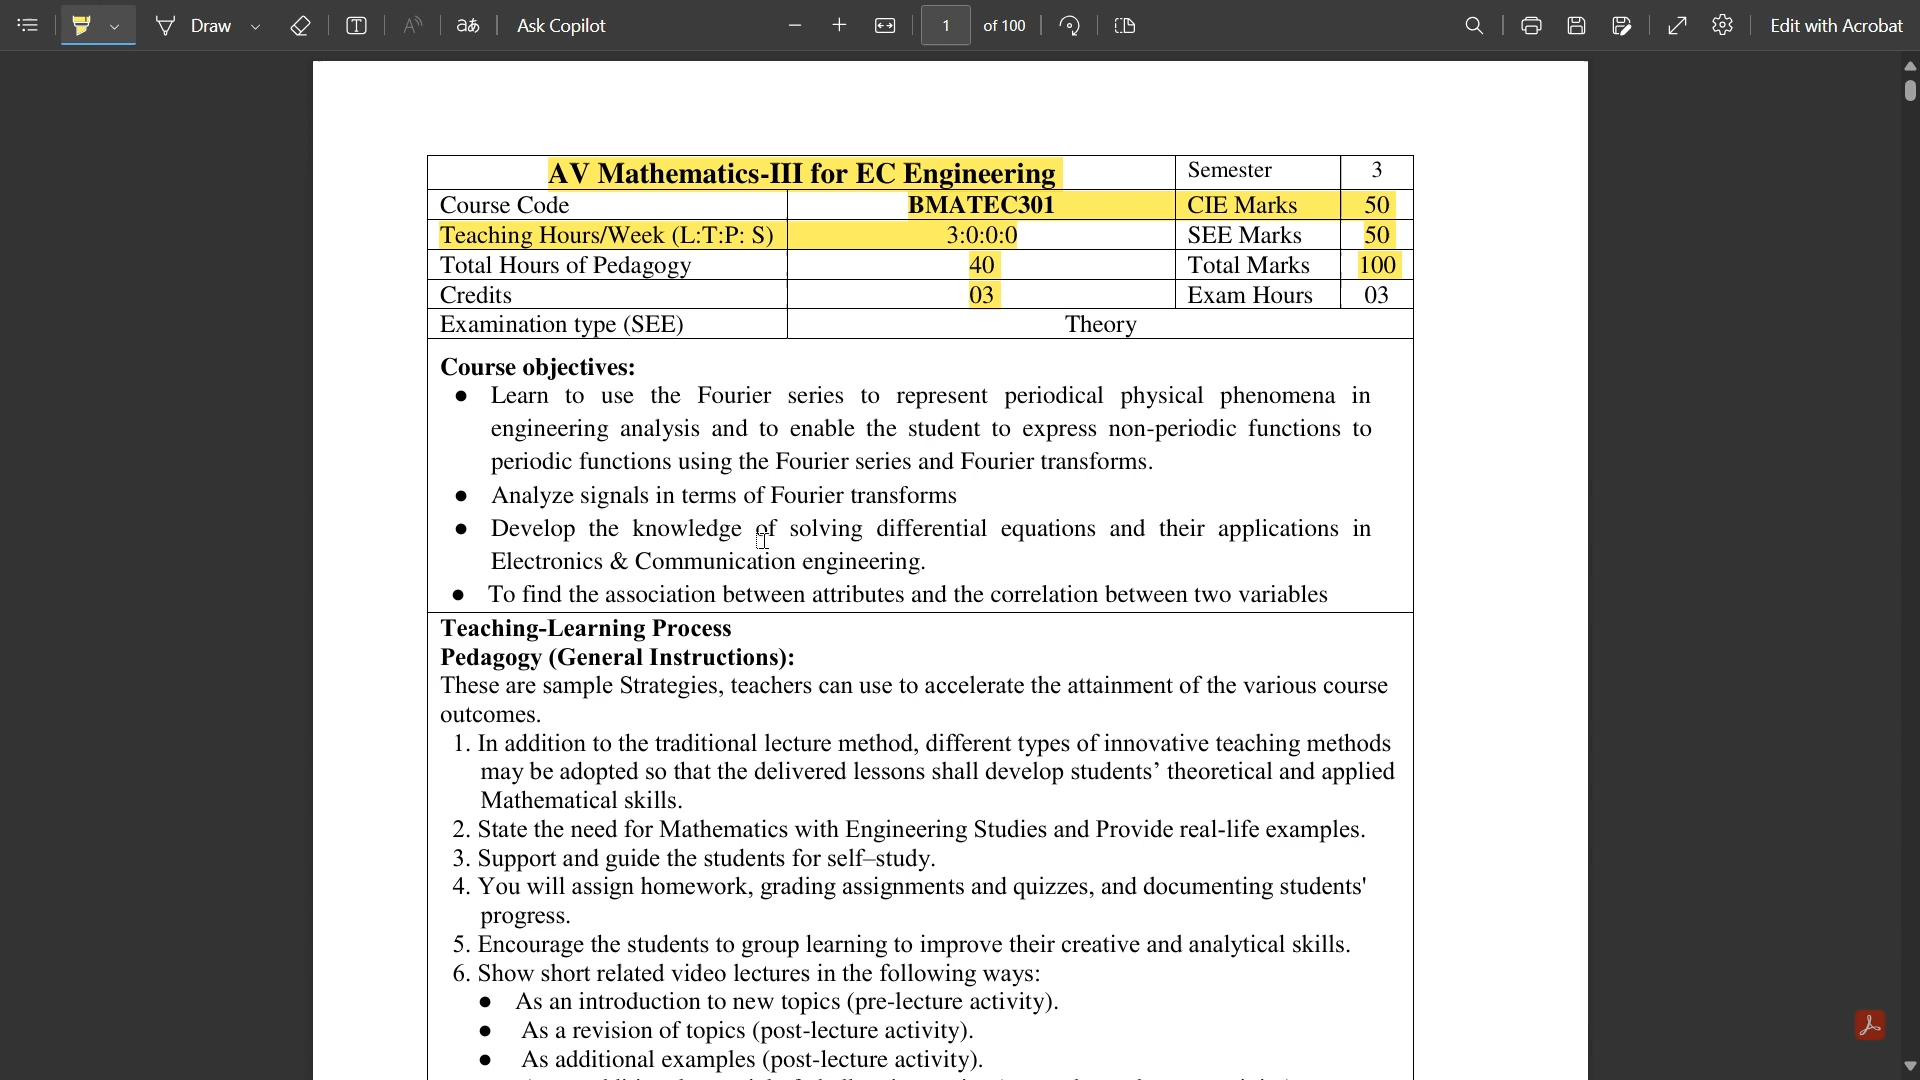 Draw
aあ
Ask Copilot
1
of 100
Edit with Acrobat
AV Mathematics-III for EC Engineering
Semester
3
Course Code
BMATEC301
CIE Marks
50
Teaching Hours/Week (L:T:P: S)
3:0:0:0
SEE Marks
50
Total Hours of Pedagogy
40
Total Marks
100
Credits
03
Exam Hours
03
Examination type (SEE)
Theory
Course objectives:
● Learn to use the Fourier series to represent periodical physical phenomena in
engineering analysis and to enable the student to express non-periodic functions to
periodic functions using the Fourier series and Fourier transforms.
● Analyze signals in terms of Fourier transforms
● Develop the knowledge of solving differential equations and their applications in
Electronics & Communication engineering.
● To find the association between attributes and the correlation between two variables
Teaching-Learning Process
Pedagogy (General Instructions):
These are sample Strategies, teachers can use to accelerate the attainment of the various course
outcomes.
1. In addition to the traditional lecture method, different types of innovative teaching methods
may be adopted so that the delivered lessons shall develop students’ theoretical and applied
Mathematical skills.
2. State the need for Mathematics with Engineering Studies and Provide real-life examples.
3. Support and guide the students for self–study.
4. You will assign homework, grading assignments and quizzes, and documenting students'
progress.
5. Encourage the students to group learning to improve their creative and analytical skills.
6. Show short related video lectures in the following ways:
● As an introduction to new topics (pre-lecture activity).
● As a revision of topics (post-lecture activity).
● As additional examples (post-lecture activity).